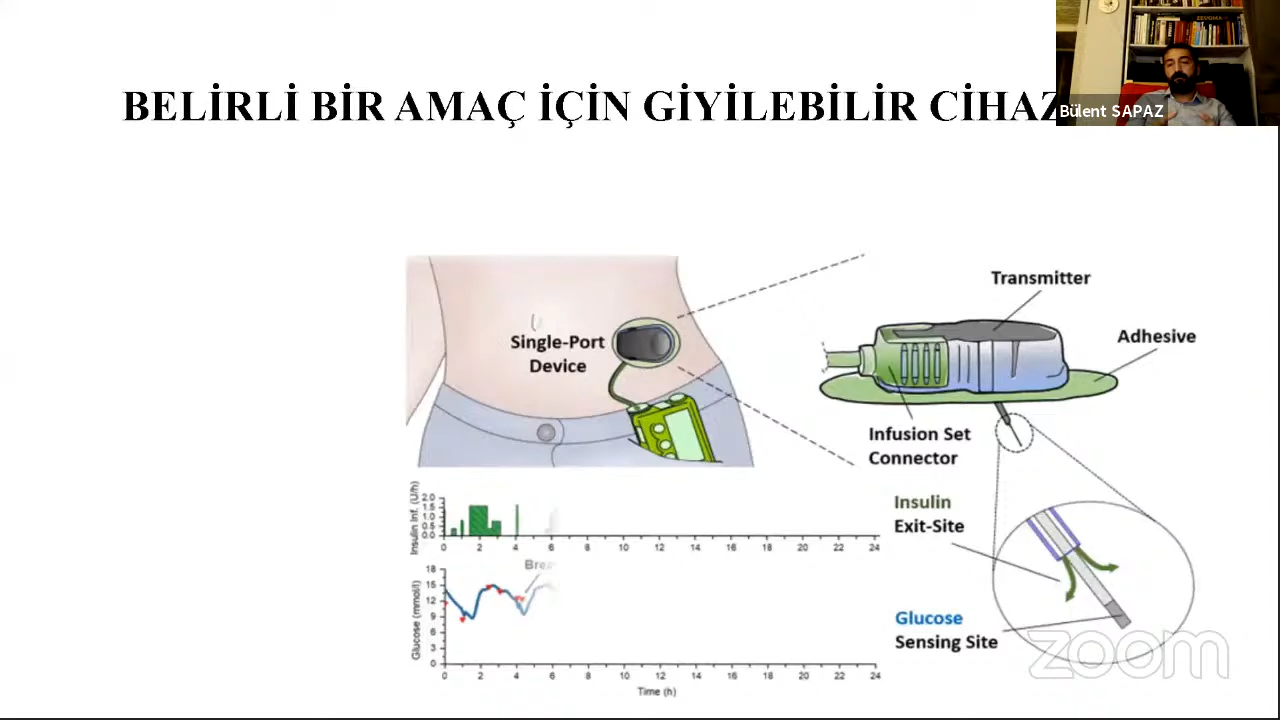 BELİRLİ BİR AMAÇ İÇİN GİYİLEBİLİR CİHAZ
Bülent SAPAZ
Single-Port
Device
Transmitter
Adhesive
Infusion Set
Connector
Insulin
Exit-Site
Glucose
Sensing Site
Insulin Inf. (U/h)
2.0
1.5
1.0
0.5
0.0
0 2 4 6 8 10 12 14 16 18 20 22 24
Glucose (mmol/l)
18
15
12
9
6
3
0
0 2 4 6 8 10 12 14 16 18 20 22 24
Time (h)
zoom